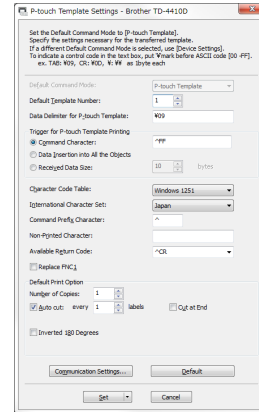 P-touch Template Settings - Brother TD-4410D
Set the Default Command Mode to [P-touch Template].
Specify the settings necessary for the transferred template.
If a different Default Command Mode is selected, use [Device Settings].
To indicate a control code in the text box, put ¥mark before ASCII code [00 -FF].
ex. TAB: ¥09, CR: ¥0D, ¥: ¥¥ as 1byte each
Default Command Mode: P-touch Template
Default Template Number: 1
Data Delimiter for P-touch Template: ¥09
Trigger for P-touch Template Printing
Command Character: ^FF
Data Insertion into All the Objects
Received Data Size: 10 bytes
Character Code Table: Windows 1251
International Character Set: Japan
Command Prefix Character: ^
Non-Printed Character:
Available Return Code: ^CR
Replace FNC1
Default Print Option
Number of Copies: 1
Auto cut: every 1 labels Cut at End
Inverted 180 Degrees
Communication Settings... Default
Set Cancel